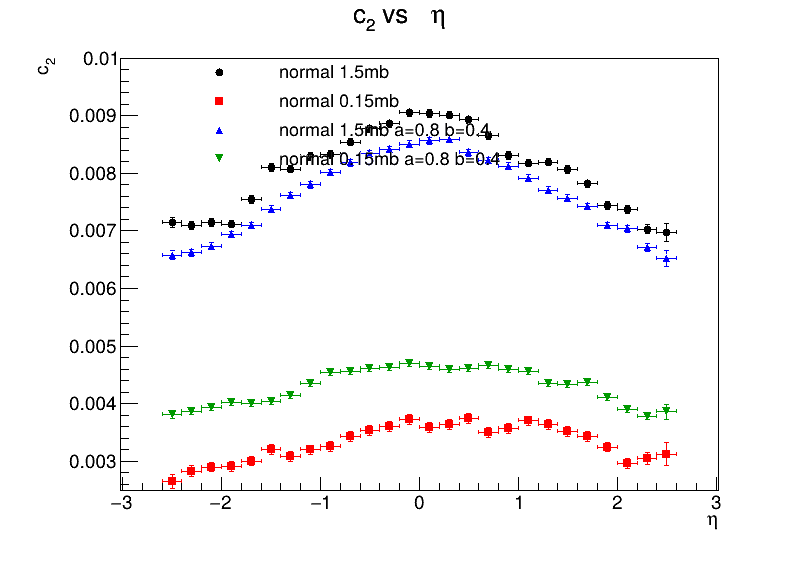 c₂ vs η
c₂
0.01
0.009
0.008
0.007
0.006
0.005
0.004
0.003
normal 1.5mb
normal 0.15mb
normal 1.5mb a=0.8 b=0.4
normal 0.15mb a=0.8 b=0.4
−3 −2 −1 0 1 2 3
η